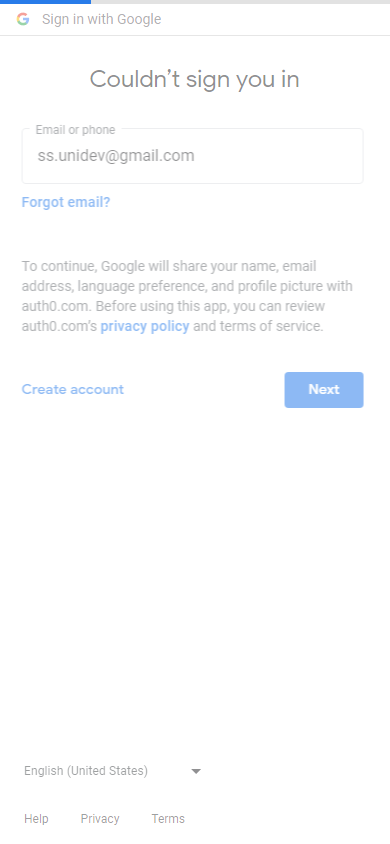 Sign in with Google
Couldn’t sign you in
Email or phone
ss.unidev@gmail.com
Forgot email?
To continue, Google will share your name, email
address, language preference, and profile picture with
auth0.com. Before using this app, you can review
auth0.com’s privacy policy and terms of service.
Create account
Next
English (United States)
Help Privacy Terms